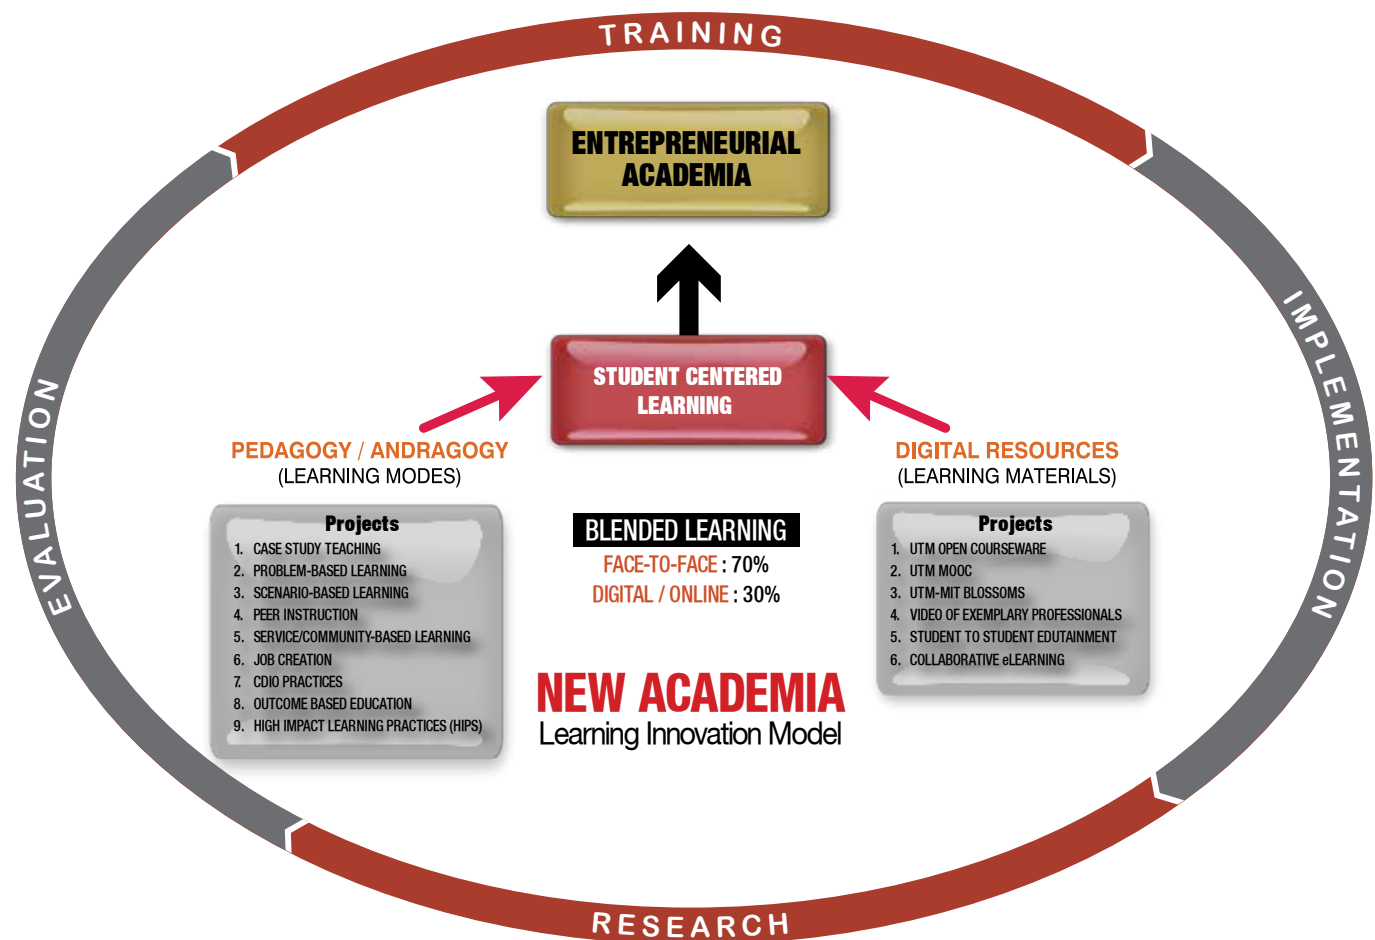 TRAINING
ENTREPRENEURIAL
ACADEMIA
IMPLEMENTATION
STUDENT CENTERED
LEARNING
EVALUATION
PEDAGOGY / ANDRAGOGY
(LEARNING MODES)
DIGITAL RESOURCES
(LEARNING MATERIALS)
Projects
1. CASE STUDY TEACHING
2. PROBLEM-BASED LEARNING
3. SCENARIO-BASED LEARNING
4. PEER INSTRUCTION
5. SERVICE/COMMUNITY-BASED LEARNING
6. JOB CREATION
7. CDIO PRACTICES
8. OUTCOME BASED EDUCATION
9. HIGH IMPACT LEARNING PRACTICES (HIPS)
BLENDED LEARNING
FACE-TO-FACE : 70%
DIGITAL / ONLINE : 30%
Projects
1. UTM OPEN COURSEWARE
2. UTM MOOC
3. UTM-MIT BLOSSOMS
4. VIDEO OF EXEMPLARY PROFESSIONALS
5. STUDENT TO STUDENT EDUTAINMENT
6. COLLABORATIVE eLEARNING
NEW ACADEMIA
Learning Innovation Model
RESEARCH